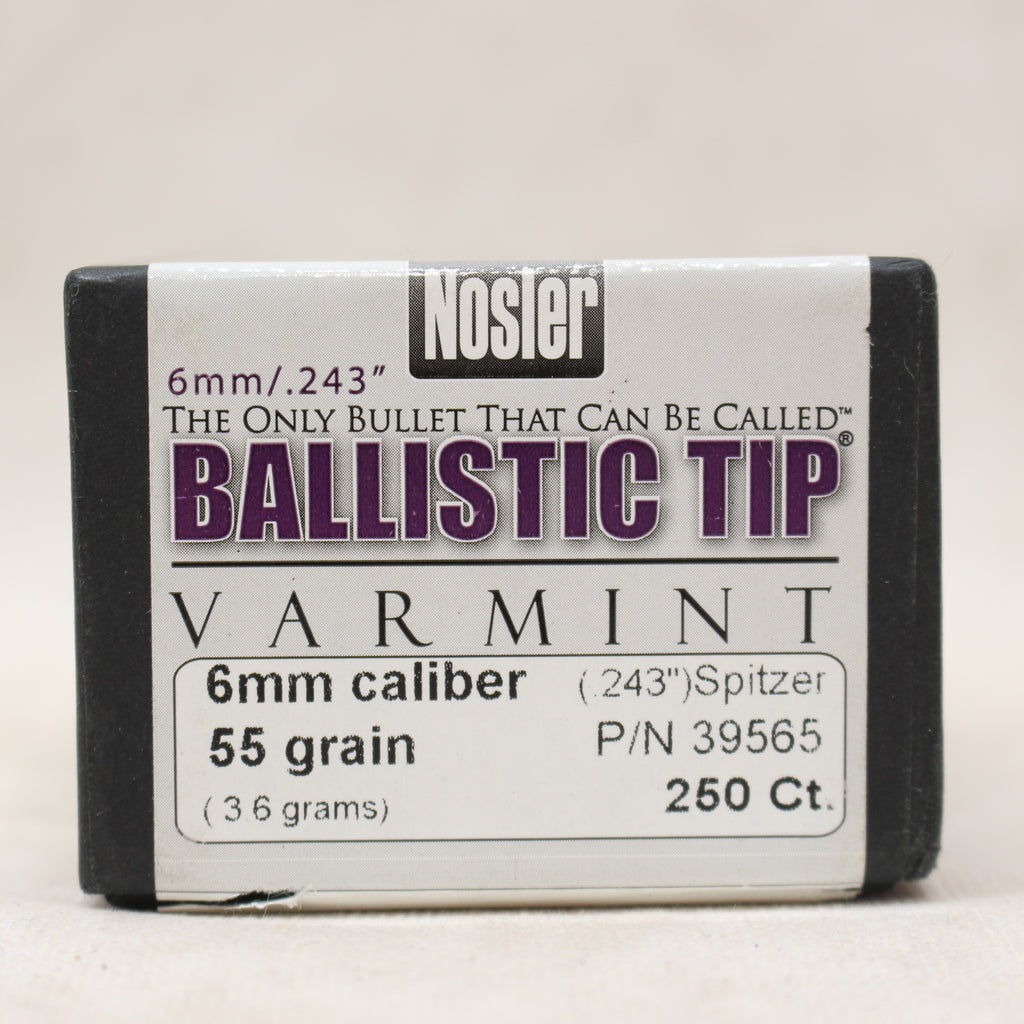 Nosler
6mm/.243"
THE ONLY BULLET THAT CAN BE CALLED™
BALLISTIC TIP®
VARMINT
6mm caliber (.243")Spitzer
55 grain P/N 39565
(3.6 grams) 250 Ct.